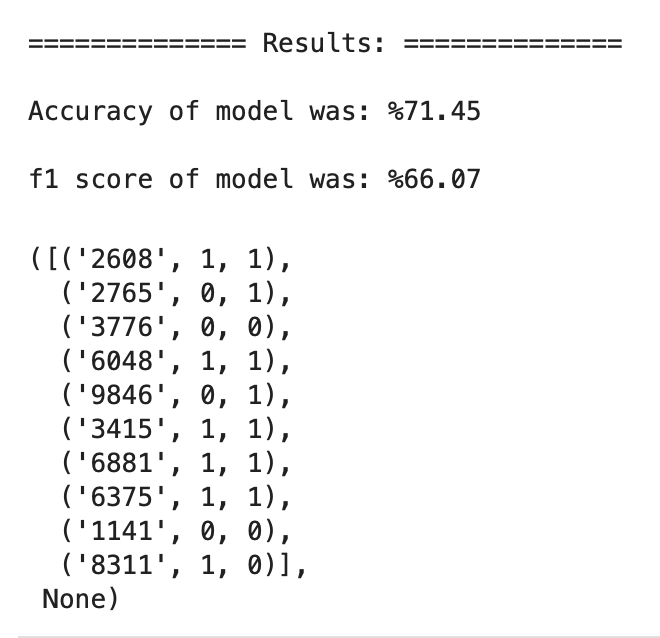 ============== Results: ==============
Accuracy of model was: %71.45
f1 score of model was: %66.07
([('2608', 1, 1),
('2765', 0, 1),
('3776', 0, 0),
('6048', 1, 1),
('9846', 0, 1),
('3415', 1, 1),
('6881', 1, 1),
('6375', 1, 1),
('1141', 0, 0),
('8311', 1, 0)],
None)